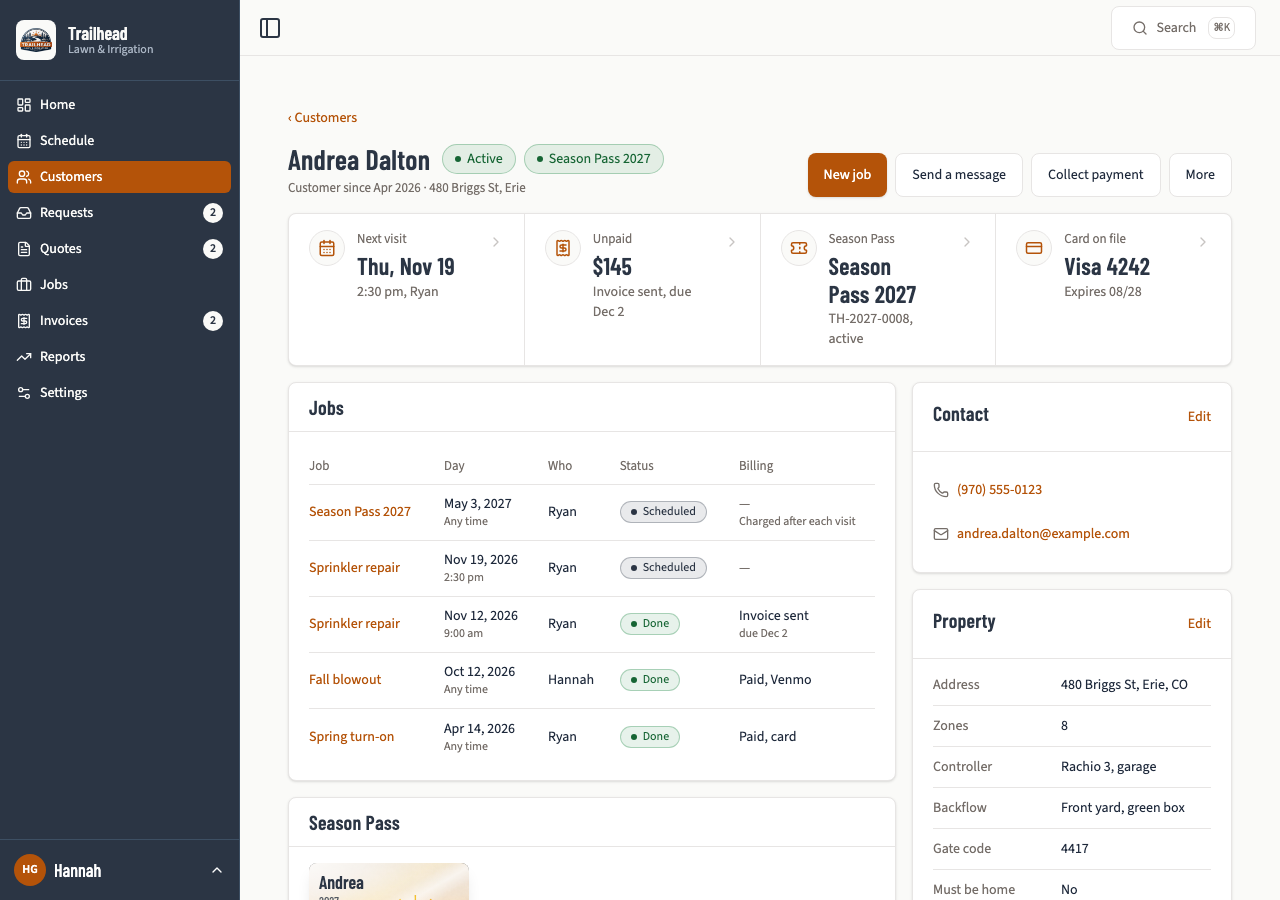 TRAILHEAD
Trailhead
Lawn & Irrigation
Home
Schedule
Customers
Requests 2
Quotes 2
Jobs
Invoices 2
Reports
Settings
HG Hannah
Search ⌘K
‹ Customers
Andrea Dalton Active Season Pass 2027
Customer since Apr 2026 · 480 Briggs St, Erie
New job Send a message Collect payment More
Next visit
Thu, Nov 19
2:30 pm, Ryan
Unpaid
$145
Invoice sent, due
Dec 2
Season Pass
Season
Pass 2027
TH-2027-0008,
active
Card on file
Visa 4242
Expires 08/28
Jobs
Job Day Who Status Billing
Season Pass 2027 May 3, 2027 Ryan Scheduled —
Any time Charged after each visit
Sprinkler repair Nov 19, 2026 Ryan Scheduled —
2:30 pm
Sprinkler repair Nov 12, 2026 Ryan Done Invoice sent
9:00 am due Dec 2
Fall blowout Oct 12, 2026 Hannah Done Paid, Venmo
Any time
Spring turn-on Apr 14, 2026 Ryan Done Paid, card
Any time
Season Pass
Andrea
2027
Contact Edit
(970) 555-0123
andrea.dalton@example.com
Property Edit
Address 480 Briggs St, Erie, CO
Zones 8
Controller Rachio 3, garage
Backflow Front yard, green box
Gate code 4417
Must be home No